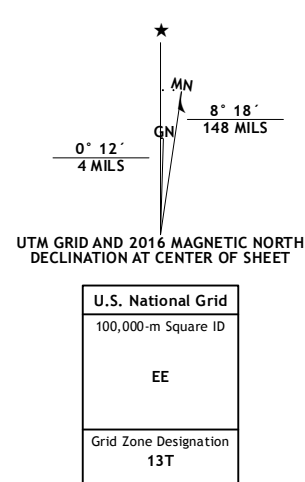 ★
MN
8° 18´
148 MILS
GN
0° 12´
4 MILS
UTM GRID AND 2016 MAGNETIC NORTH
DECLINATION AT CENTER OF SHEET
U.S. National Grid
100,000-m Square ID
EE
Grid Zone Designation
13T